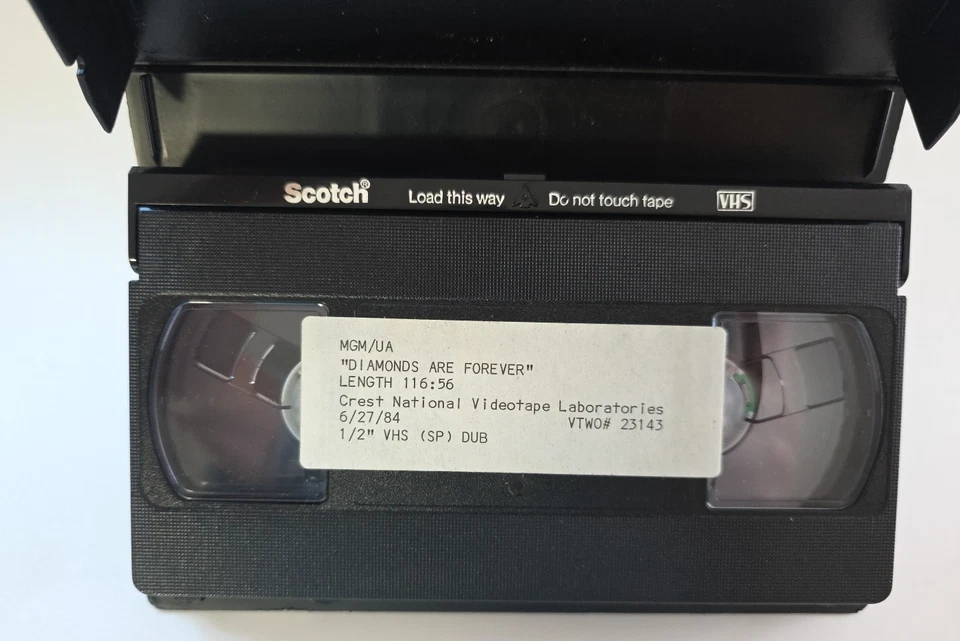 Scotch® Load this way Do not touch tape VHS
MGM/UA
"DIAMONDS ARE FOREVER"
LENGTH 116:56
Crest National Videotape Laboratories
6/27/84 VTWO# 23143
1/2" VHS (SP) DUB